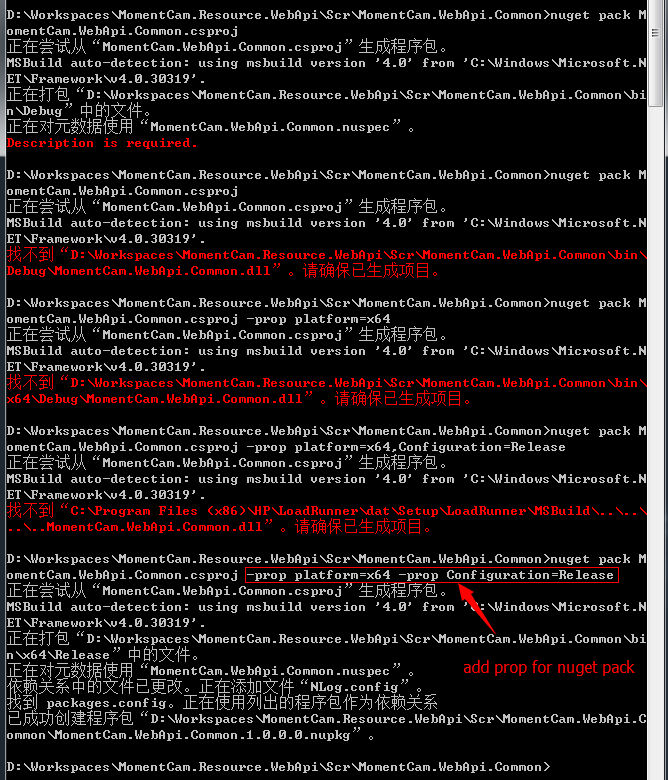 D:\Workspaces\MomentCam.Resource.WebApi\Scr\MomentCam.WebApi.Common>nuget pack M
omentCam.WebApi.Common.csproj
正在尝试从“MomentCam.WebApi.Common.csproj”生成程序包。
MSBuild auto-detection: using msbuild version '4.0' from 'C:\Windows\Microsoft.N
ET\Framework\v4.0.30319'.
正在打包“D:\Workspaces\MomentCam.Resource.WebApi\Scr\MomentCam.WebApi.Common\bi
n\Debug”中的文件。
正在对元数据使用“MomentCam.WebApi.Common.nuspec”。
Description is required.
D:\Workspaces\MomentCam.Resource.WebApi\Scr\MomentCam.WebApi.Common>nuget pack M
omentCam.WebApi.Common.csproj
正在尝试从“MomentCam.WebApi.Common.csproj”生成程序包。
MSBuild auto-detection: using msbuild version '4.0' from 'C:\Windows\Microsoft.N
ET\Framework\v4.0.30319'.
找不到“D:\Workspaces\MomentCam.Resource.WebApi\Scr\MomentCam.WebApi.Common\bin\
Debug\MomentCam.WebApi.Common.dll”。请确保已生成项目。
D:\Workspaces\MomentCam.Resource.WebApi\Scr\MomentCam.WebApi.Common>nuget pack M
omentCam.WebApi.Common.csproj -prop platform=x64
正在尝试从“MomentCam.WebApi.Common.csproj”生成程序包。
MSBuild auto-detection: using msbuild version '4.0' from 'C:\Windows\Microsoft.N
ET\Framework\v4.0.30319'.
找不到“D:\Workspaces\MomentCam.Resource.WebApi\Scr\MomentCam.WebApi.Common\bin\
x64\Debug\MomentCam.WebApi.Common.dll”。请确保已生成项目。
D:\Workspaces\MomentCam.Resource.WebApi\Scr\MomentCam.WebApi.Common>nuget pack M
omentCam.WebApi.Common.csproj -prop platform=x64,Configuration=Release
正在尝试从“MomentCam.WebApi.Common.csproj”生成程序包。
MSBuild auto-detection: using msbuild version '4.0' from 'C:\Windows\Microsoft.N
ET\Framework\v4.0.30319'.
找不到“C:\Program Files (x86)\HP\LoadRunner\dat\Setup\LoadRunner\MSBuild\..\..\
..\..MomentCam.WebApi.Common.dll”。请确保已生成项目。
D:\Workspaces\MomentCam.Resource.WebApi\Scr\MomentCam.WebApi.Common>nuget pack M
omentCam.WebApi.Common.csproj -prop platform=x64 -prop Configuration=Release
正在尝试从“MomentCam.WebApi.Common.csproj”生成程序包。
MSBuild auto-detection: using msbuild version '4.0' from 'C:\Windows\Microsoft.N
ET\Framework\v4.0.30319'.
正在打包“D:\Workspaces\MomentCam.Resource.WebApi\Scr\MomentCam.WebApi.Common\bi
n\x64\Release”中的文件。
add prop for nuget pack
正在对元数据使用“MomentCam.WebApi.Common.nuspec”。
依赖关系中的文件已更改。正在添加文件“NLog.config”。
找到 packages.config。正在使用列出的程序包作为依赖关系
已成功创建程序包“D:\Workspaces\MomentCam.Resource.WebApi\Scr\MomentCam.WebApi.C
ommon\MomentCam.WebApi.Common.1.0.0.0.nupkg”。
D:\Workspaces\MomentCam.Resource.WebApi\Scr\MomentCam.WebApi.Common>